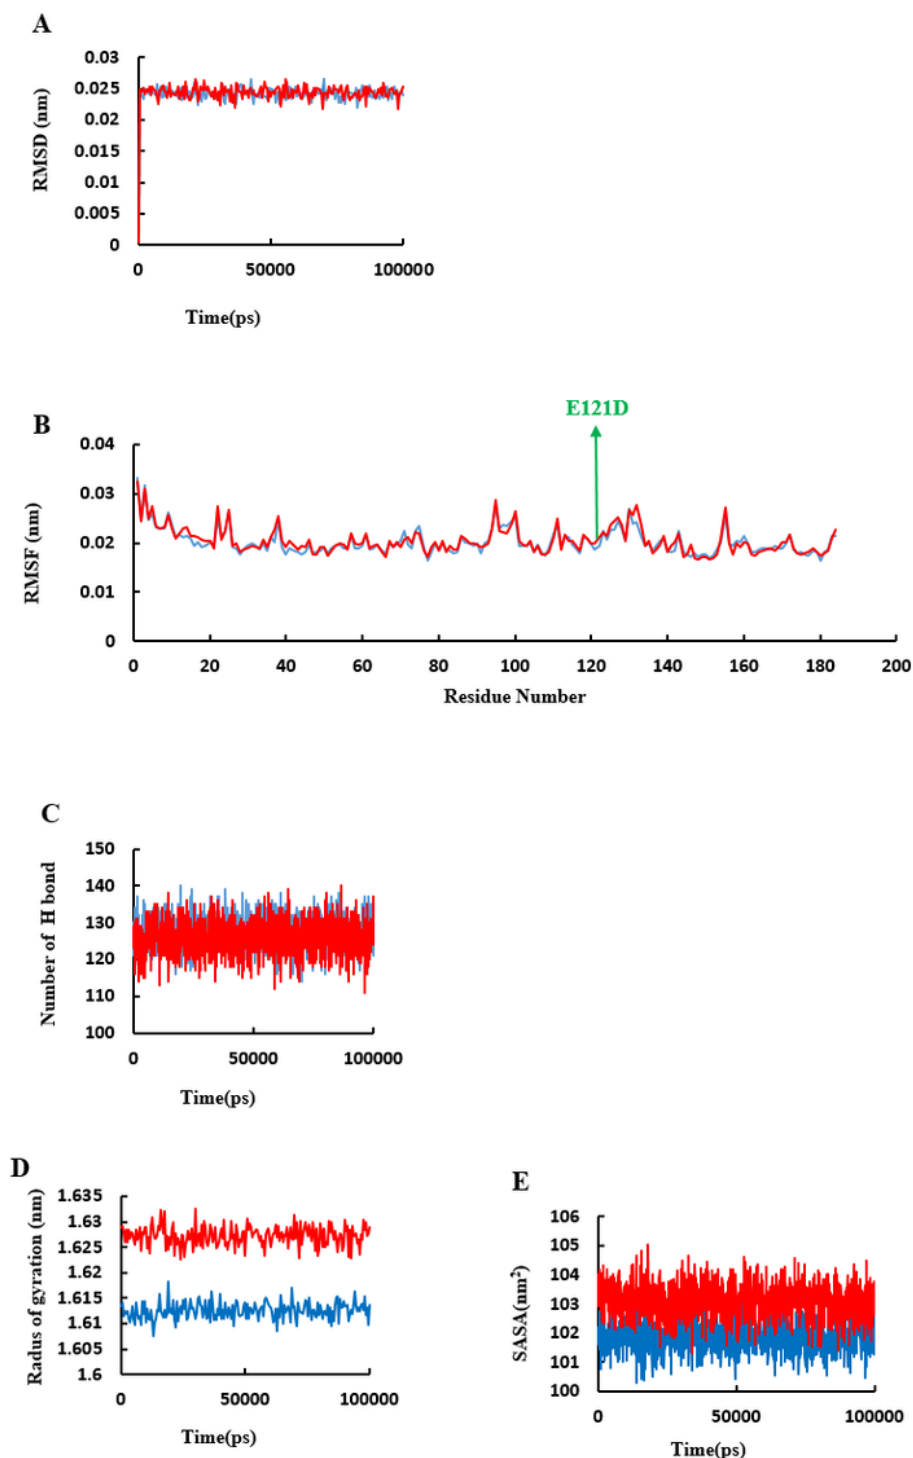 A
RMSD (nm)
0.03
0.025
0.02
0.015
0.01
0.005
0
0 50000 100000
Time(ps)
B
E121D
RMSF (nm)
0.04
0.03
0.02
0.01
0
0 20 40 60 80 100 120 140 160 180 200
Residue Number
C
Number of H bond
150
140
130
120
110
100
0 50000 100000
Time(ps)
D
Radus of gyration (nm)
1.635
1.63
1.625
1.62
1.615
1.61
1.605
1.6
0 50000 100000
Time(ps)
E
SASA(nm²)
106
105
104
103
102
101
100
0 50000 100000
Time(ps)